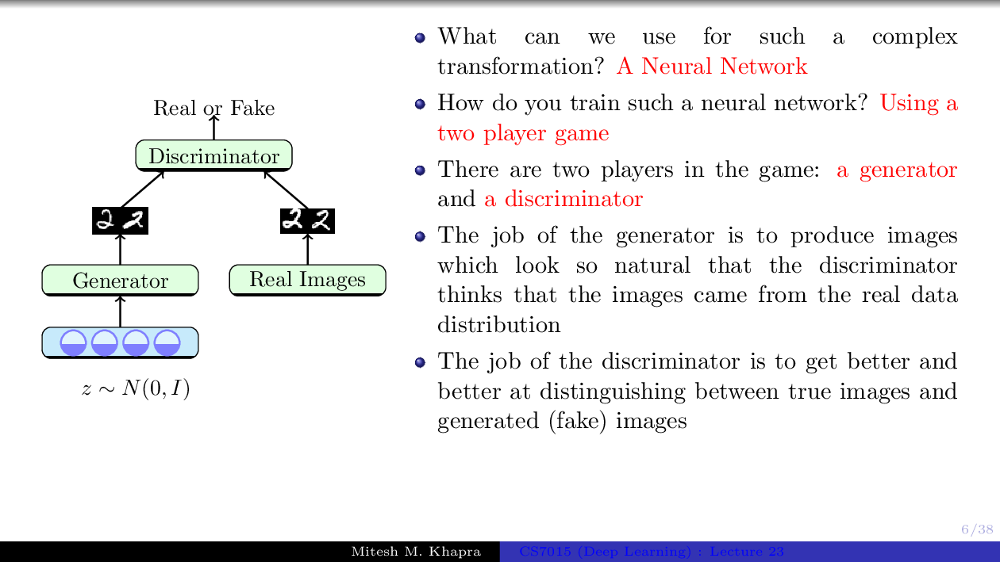 Real or Fake
Discriminator
Generator
Real Images
z ∼ N(0, I)
What can we use for such a complex
transformation? A Neural Network
How do you train such a neural network? Using a
two player game
There are two players in the game: a generator
and a discriminator
The job of the generator is to produce images
which look so natural that the discriminator
thinks that the images came from the real data
distribution
The job of the discriminator is to get better and
better at distinguishing between true images and
generated (fake) images
6/38
Mitesh M. Khapra CS7015 (Deep Learning) : Lecture 23